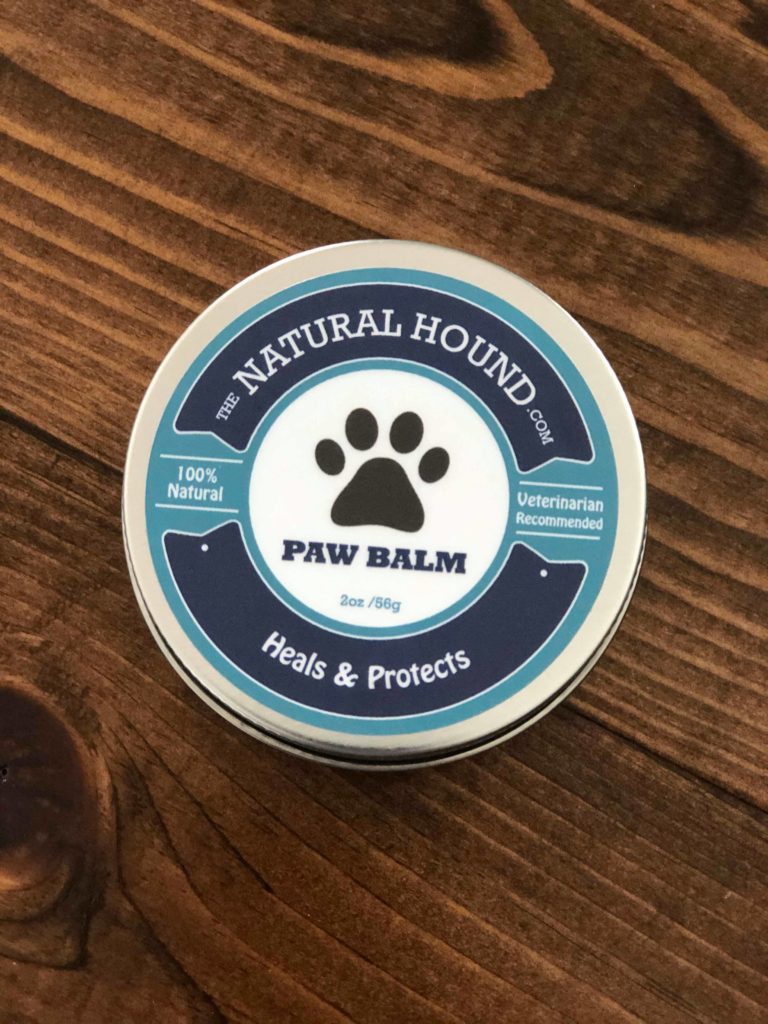 THE NATURAL HOUND .COM
100%
Natural
Veterinarian
Recommended
PAW BALM
2oz /56g
Heals & Protects